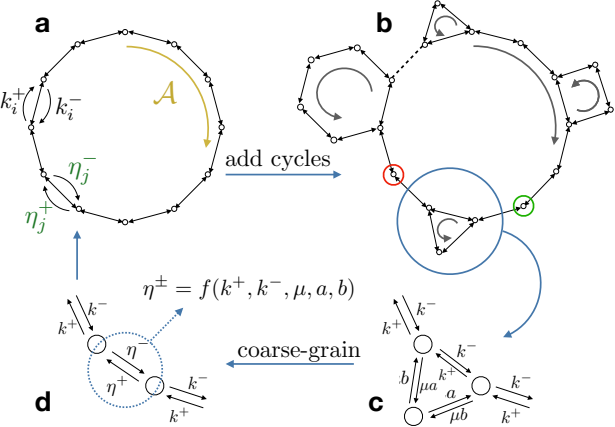 a
b
𝒜
k_i^+
k_i^-
η_j^-
η_j^+
add cycles
η^± = f(k^+, k^-, μ, a, b)
k^-
k^+
η^-
η^+
k^-
k^+
coarse-grain
k^-
k^+
k^-
k^+
b
μa
a
μb
k^-
k^+
d
c